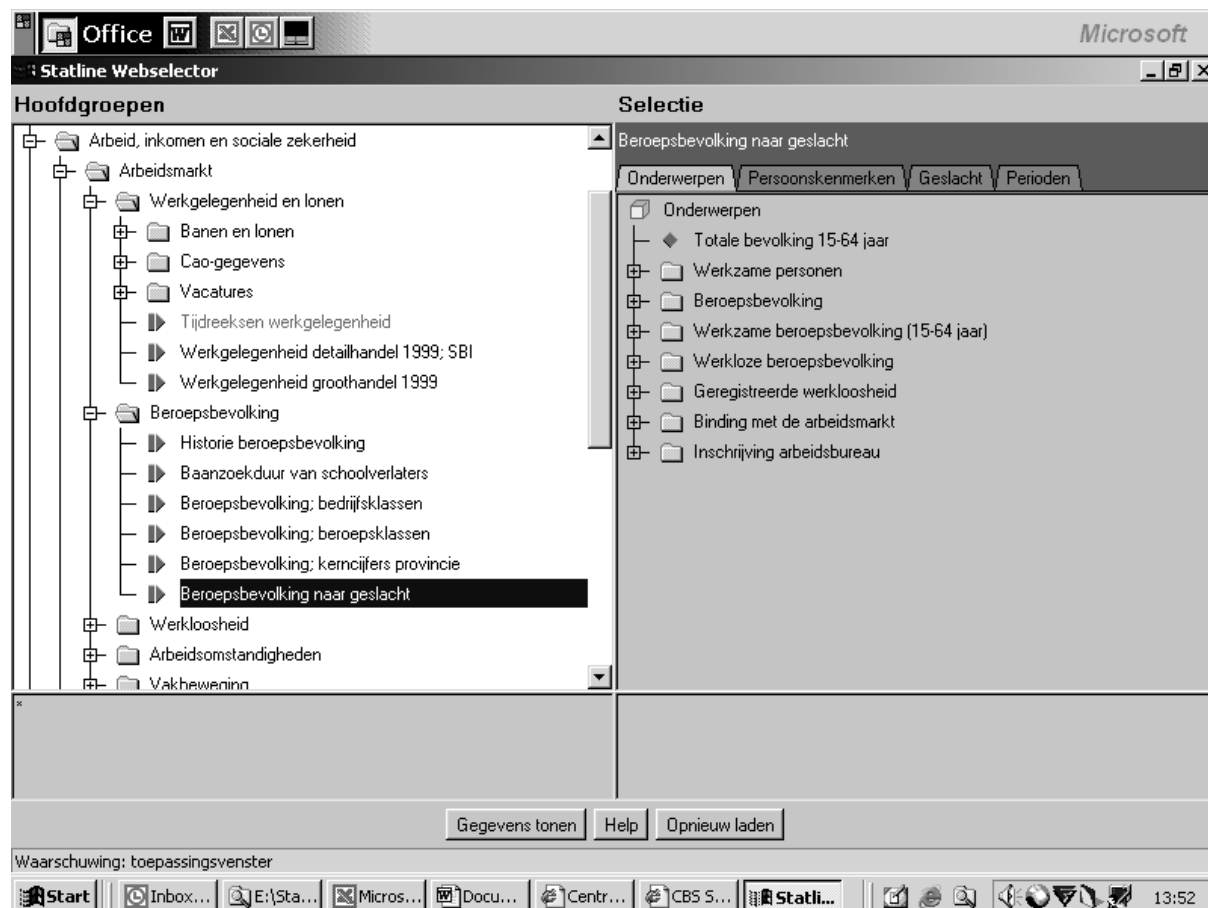 Office
Microsoft
Statline Webselector
Hoofdgroepen
Arbeid, inkomen en sociale zekerheid
Arbeidsmarkt
Werkgelegenheid en lonen
Banen en lonen
Cao-gegevens
Vacatures
Tijdreeksen werkgelegenheid
Werkgelegenheid detailhandel 1999; SBI
Werkgelegenheid groothandel 1999
Beroepsbevolking
Historie beroepsbevolking
Baanzoekduur van schoolverlaters
Beroepsbevolking; bedrijfsklassen
Beroepsbevolking; beroepsklassen
Beroepsbevolking; kerncijfers provincie
Beroepsbevolking naar geslacht
Werkloosheid
Arbeidsomstandigheden
Vakbeweging
Selectie
Beroepsbevolking naar geslacht
Onderwerpen Persoonskenmerken Geslacht Perioden
Onderwerpen
Totale bevolking 15-64 jaar
Werkzame personen
Beroepsbevolking
Werkzame beroepsbevolking (15-64 jaar)
Werkloze beroepsbevolking
Geregistreerde werkloosheid
Binding met de arbeidsmarkt
Inschrijving arbeidsbureau
×
Gegevens tonen Help Opnieuw laden
Waarschuwing: toepassingsvenster
Start Inbox... E:\Sta... Micros... Docu... Centr... CBS S... Statli... 13:52